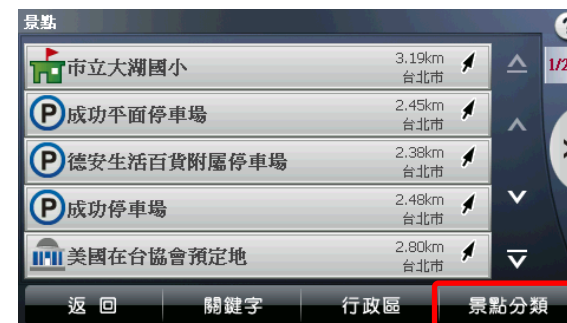 景點
?
市立大湖國小 3.19km
台北市
1/2
P 成功平面停車場 2.45km
台北市
P 德安生活百貨附屬停車場 2.38km
台北市
P 成功停車場 2.48km
台北市
美國在台協會預定地 2.80km
台北市
返回 關鍵字 行政區 景點分類